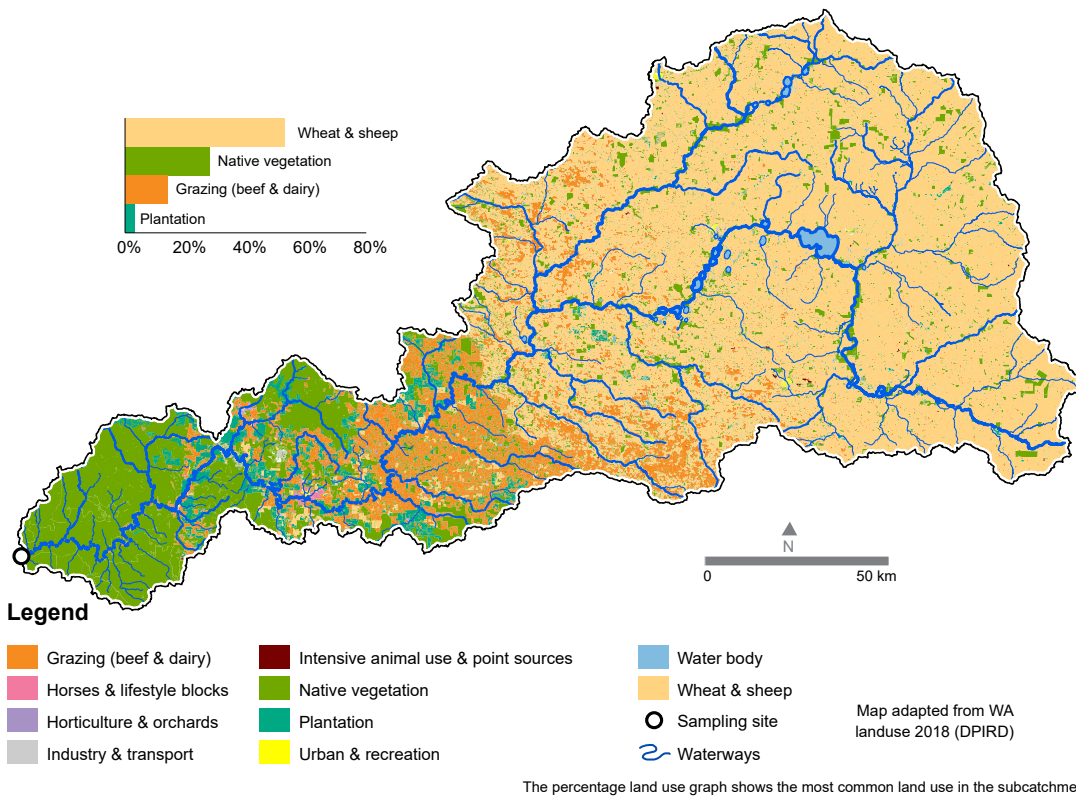 Wheat & sheep
Native vegetation
Grazing (beef & dairy)
Plantation
0% 20% 40% 60% 80%
N
0 50 km
Legend
Grazing (beef & dairy)
Horses & lifestyle blocks
Horticulture & orchards
Industry & transport
Intensive animal use & point sources
Native vegetation
Plantation
Urban & recreation
Water body
Wheat & sheep
Sampling site
Waterways
Map adapted from WA
landuse 2018 (DPIRD)
The percentage land use graph shows the most common land use in the subcatchme